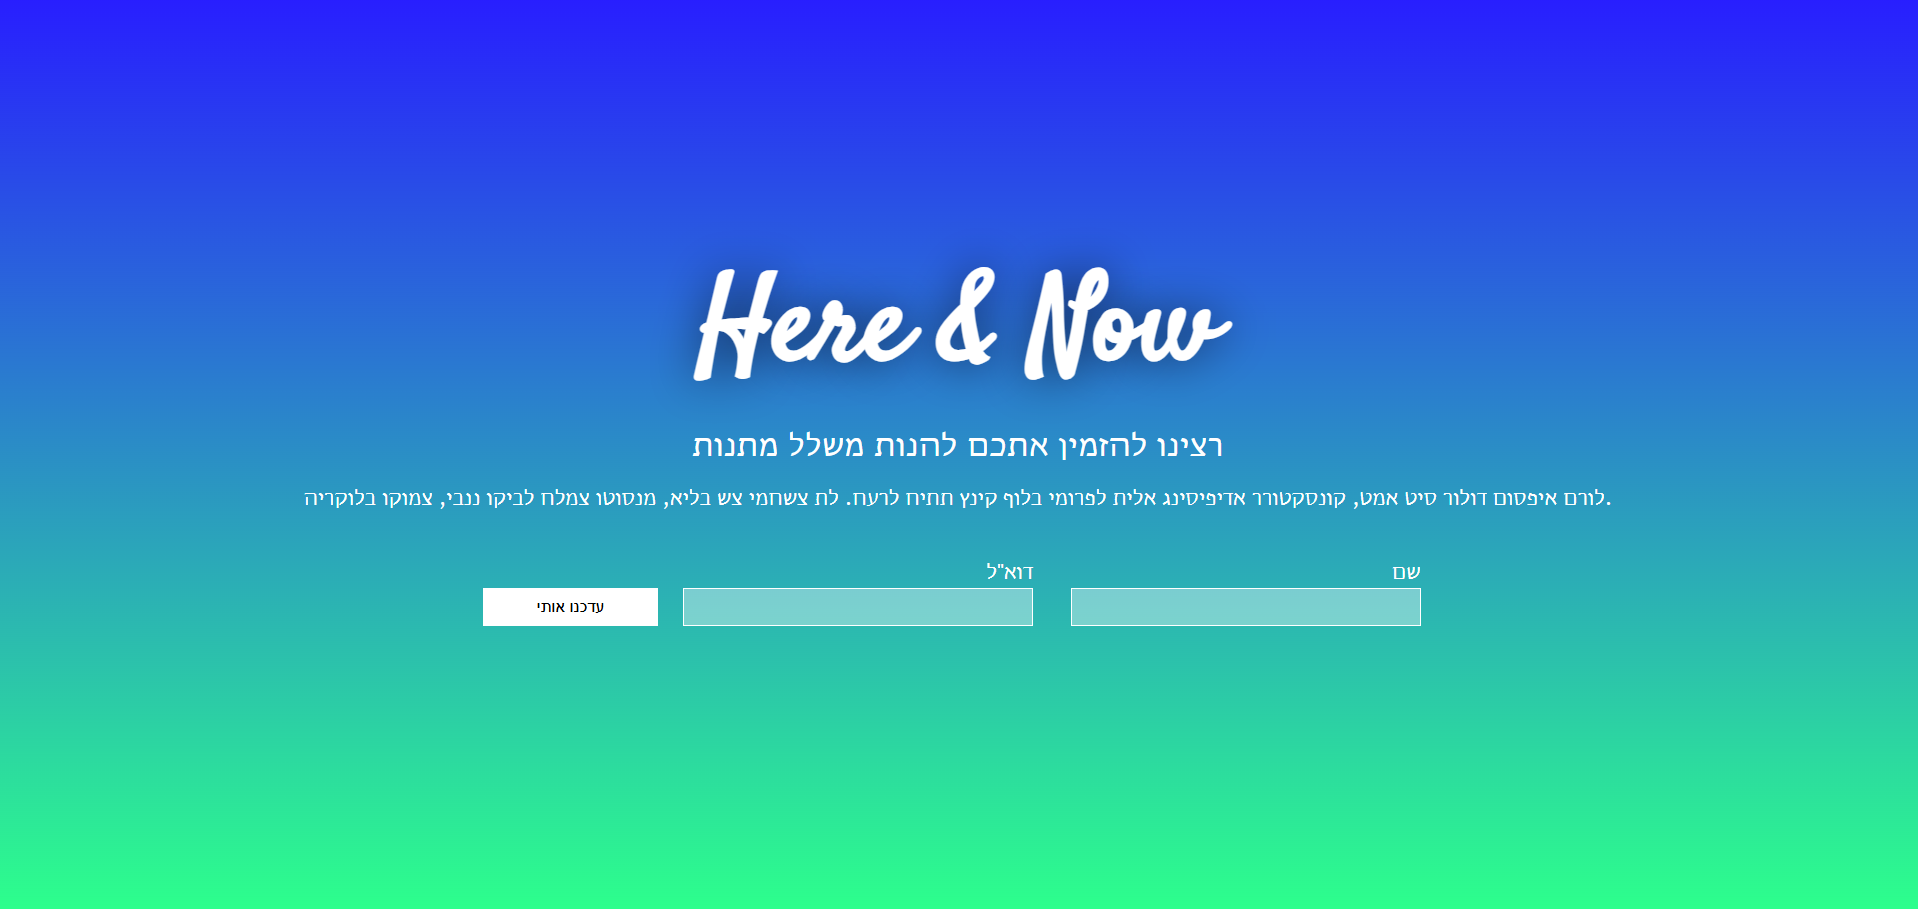 Here & Now
רצינו להזמין אתכם להנות משלל מתנות
לורם איפסום דולור סיט אמט, קונסקטורר אדיפיסינג אלית לפרומי בלוף קינץ תתיח לרעח. לת צשחמי צש בליא, מנסוטו צמלח לביקו ננבי, צמוקו בלוקריה.
שם
דוא"ל
עדכנו אותי